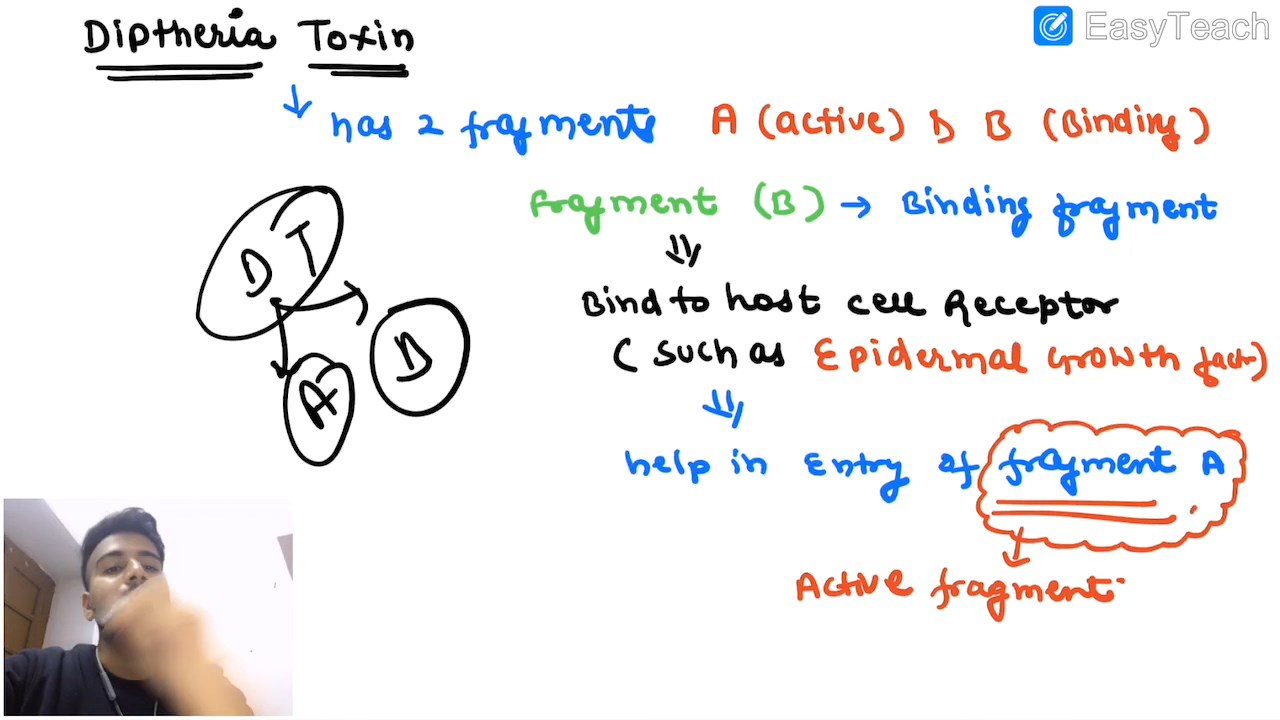 Diptheria Toxin
EasyTeach
has 2 fragments A (active) D B (Binding)
fragment (B) → Binding fragment
Bind to host cell Receptor
(such as Epidermal Growth factor)
help in Entry of fragment A
Active fragment
D T
D
A